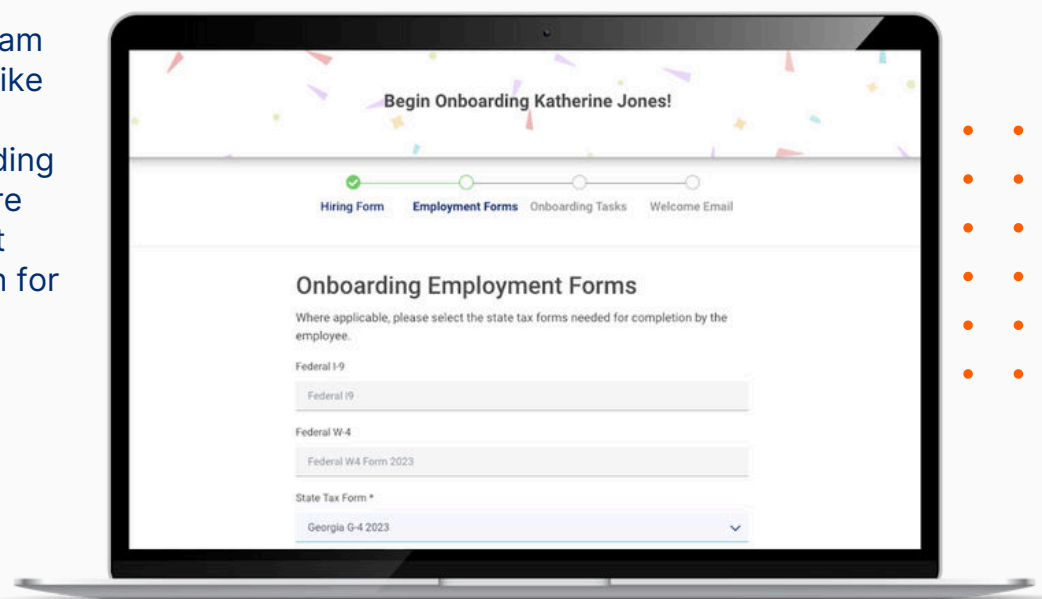 am
ike
ding
re
t
n for
Begin Onboarding Katherine Jones!
Hiring Form Employment Forms Onboarding Tasks Welcome Email
Onboarding Employment Forms
Where applicable, please select the state tax forms needed for completion by the
employee.
Federal I-9
Federal I9
Federal W-4
Federal W4 Form 2023
State Tax Form *
Georgia G-4 2023